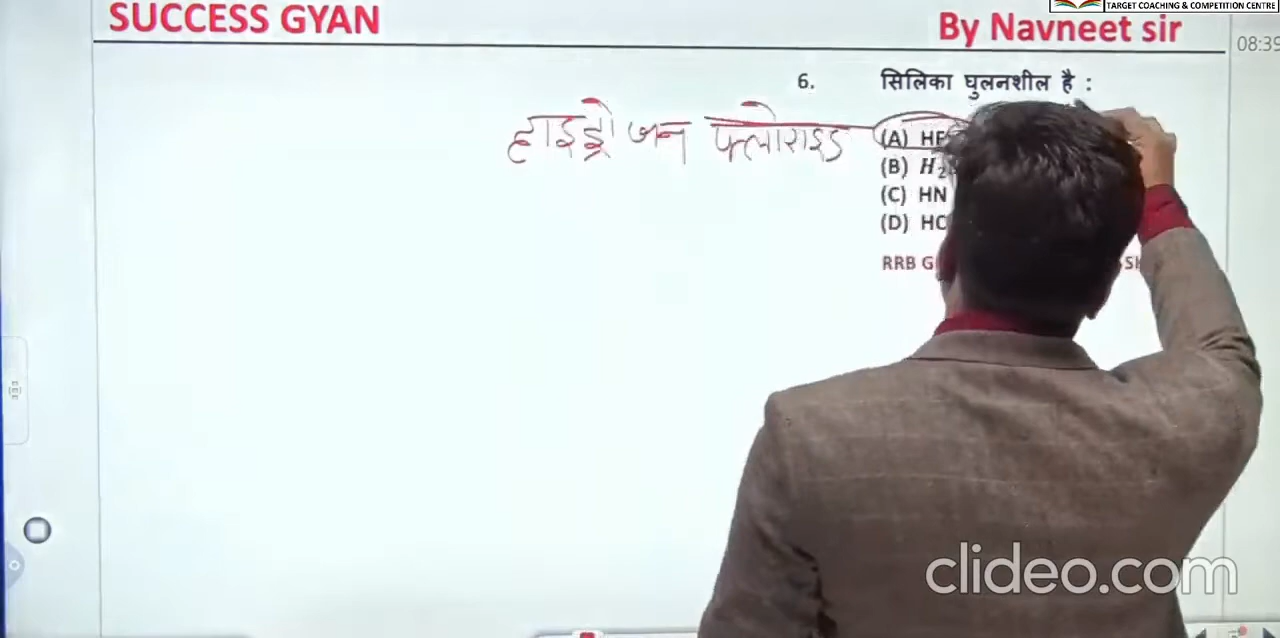 TARGET COACHING & COMPETITION CENTRE
SUCCESS GYAN
By Navneet sir
08:39
6. सिलिका घुलनशील है :
हाइड्रोजन फ्लोराइड
(A) HF
(B) H₂
(C) HN
(D) HC
RRB G
clideo.com